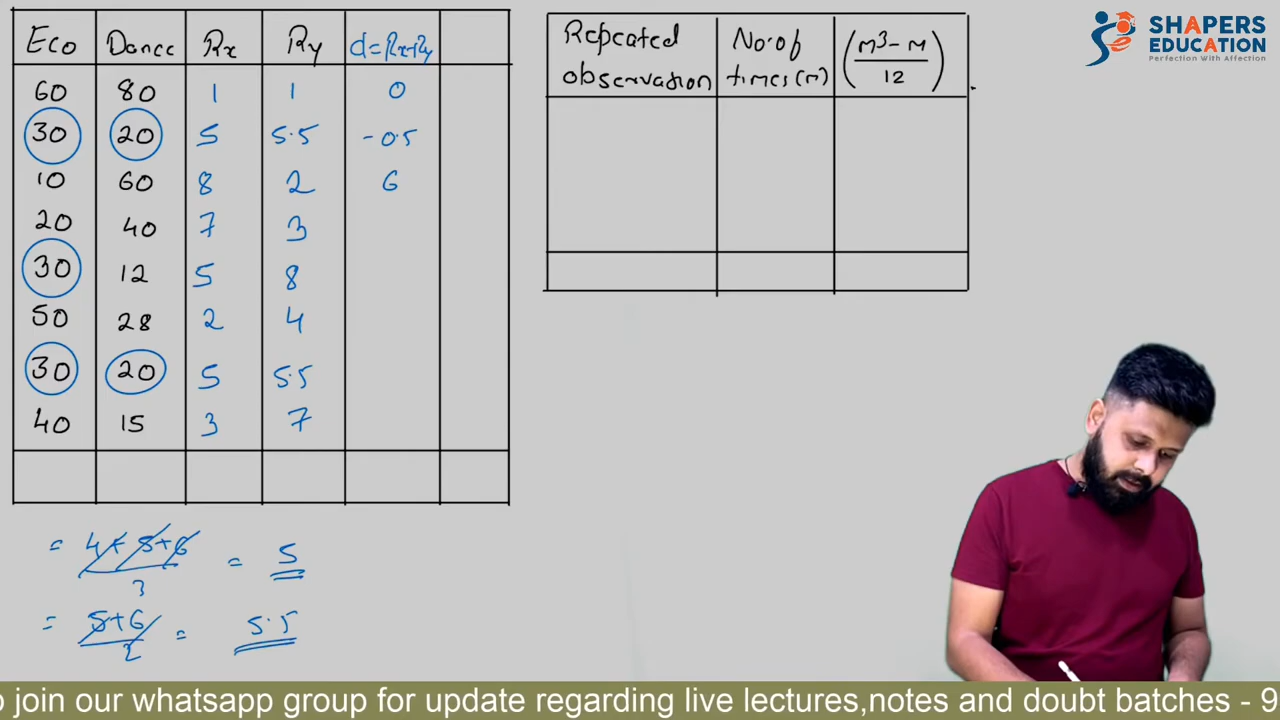 Eco Dance Rx Ry d=Rx-Ry
60 80 1 1 0
30 20 5 5.5 -0.5
10 60 8 2 6
20 40 7 3
30 12 5 8
50 28 2 4
30 20 5 5.5
40 15 3 7
= 4+5+6 / 3 = 5
= 5+6 / 2 = 5.5
Repeated observation No. of times (m) (m³-m / 12)
SHAPERS
EDUCATION
Perfection With Affection
o join our whatsapp group for update regarding live lectures,notes and doubt batches - 9